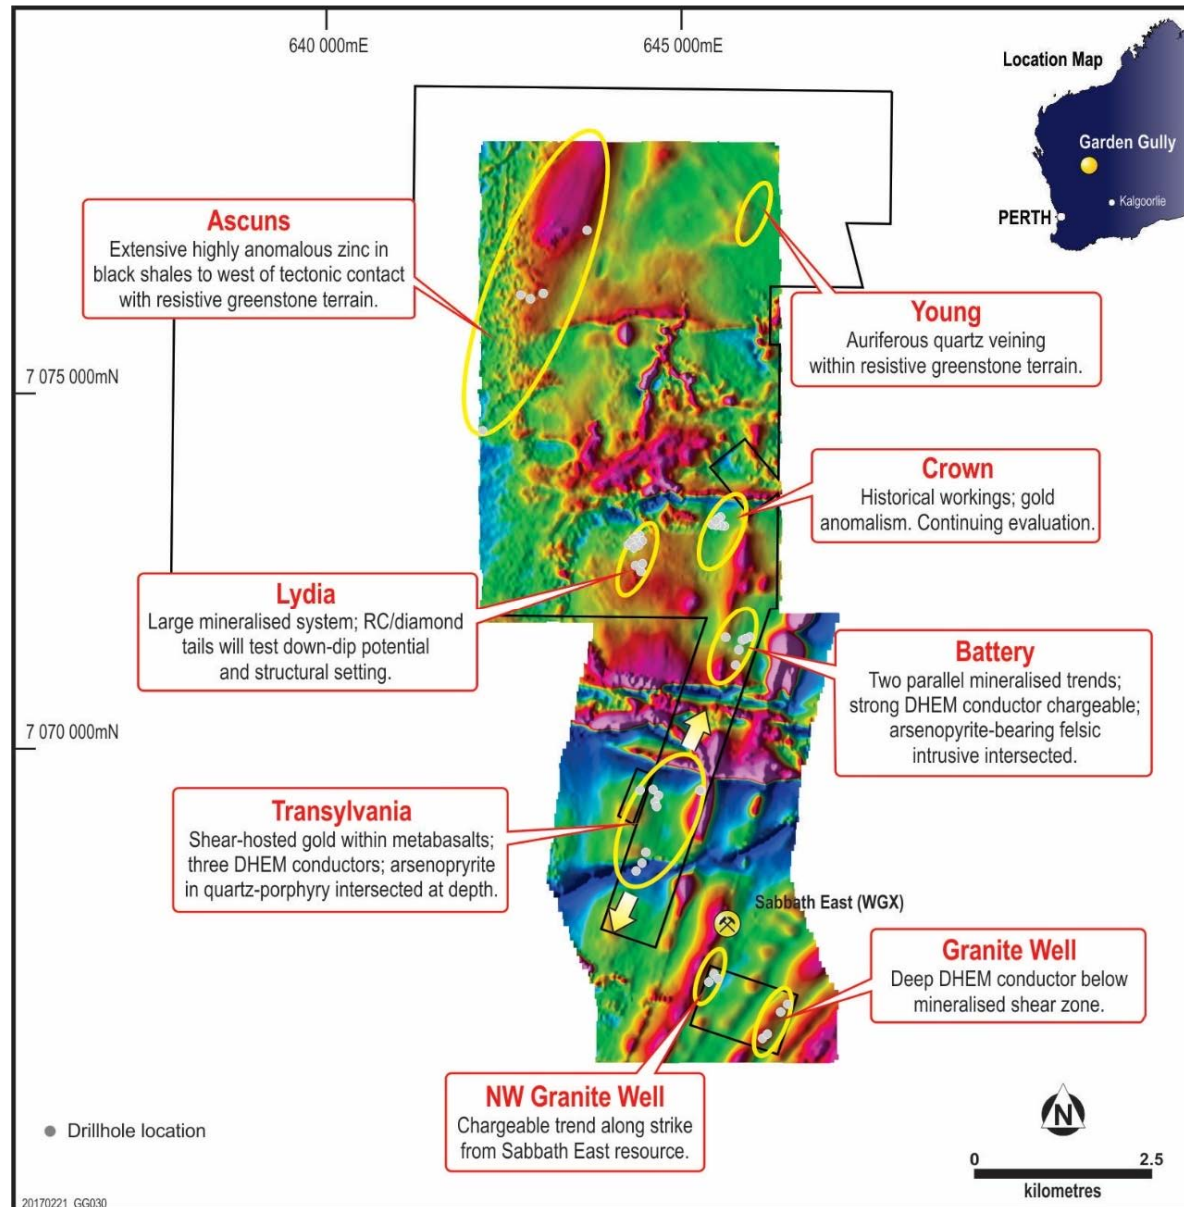 640 000mE
645 000mE
Location Map
Garden Gully
Kalgoorlie
PERTH
Ascuns
Extensive highly anomalous zinc in
black shales to west of tectonic contact
with resistive greenstone terrain.
Young
Auriferous quartz veining
within resistive greenstone terrain.
7 075 000mN
Crown
Historical workings; gold
anomalism. Continuing evaluation.
Lydia
Large mineralised system; RC/diamond
tails will test down-dip potential
and structural setting.
Battery
Two parallel mineralised trends;
strong DHEM conductor chargeable;
arsenopyrite-bearing felsic
intrusive intersected.
7 070 000mN
Transylvania
Shear-hosted gold within metabasalts;
three DHEM conductors; arsenopryrite
in quartz-porphyry intersected at depth.
Sabbath East (WGX)
Granite Well
Deep DHEM conductor below
mineralised shear zone.
NW Granite Well
Chargeable trend along strike
from Sabbath East resource.
Drillhole location
N
0 2.5
kilometres
20170221_GG030